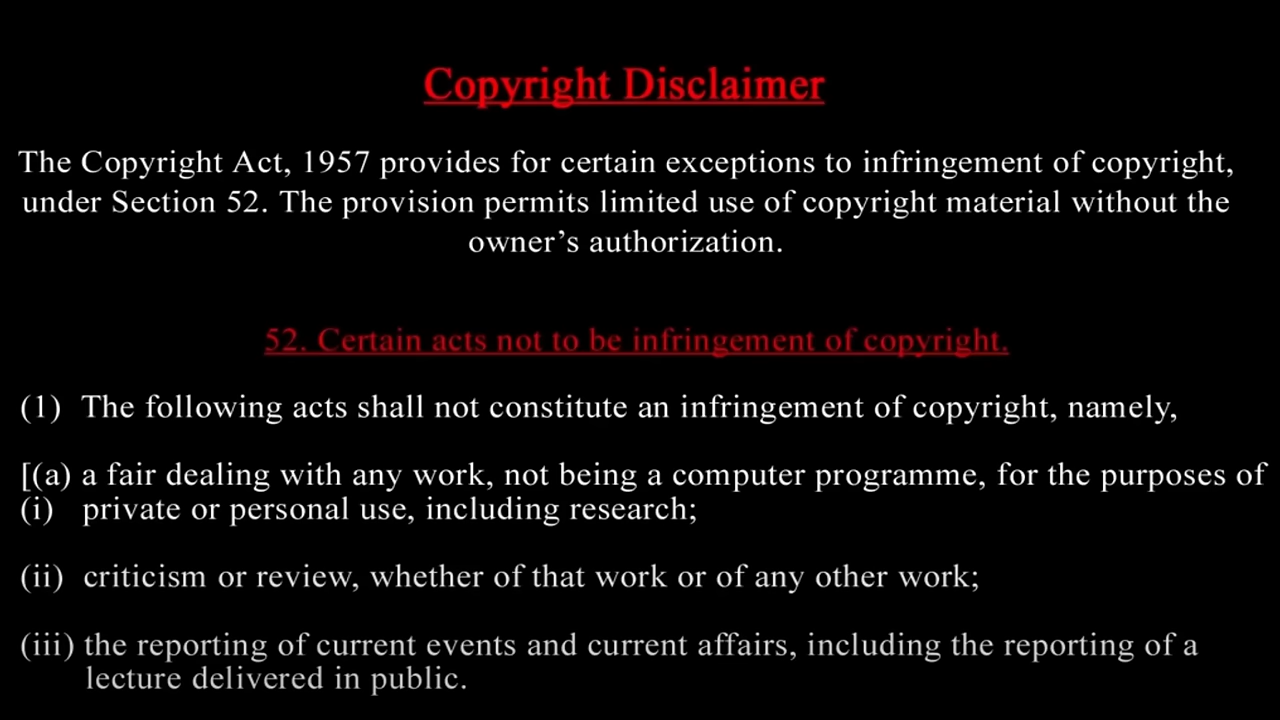 Copyright Disclaimer
The Copyright Act, 1957 provides for certain exceptions to infringement of copyright,
under Section 52. The provision permits limited use of copyright material without the
owner’s authorization.
52. Certain acts not to be infringement of copyright.
(1) The following acts shall not constitute an infringement of copyright, namely,
[(a) a fair dealing with any work, not being a computer programme, for the purposes of
(i) private or personal use, including research;
(ii) criticism or review, whether of that work or of any other work;
(iii) the reporting of current events and current affairs, including the reporting of a
lecture delivered in public.